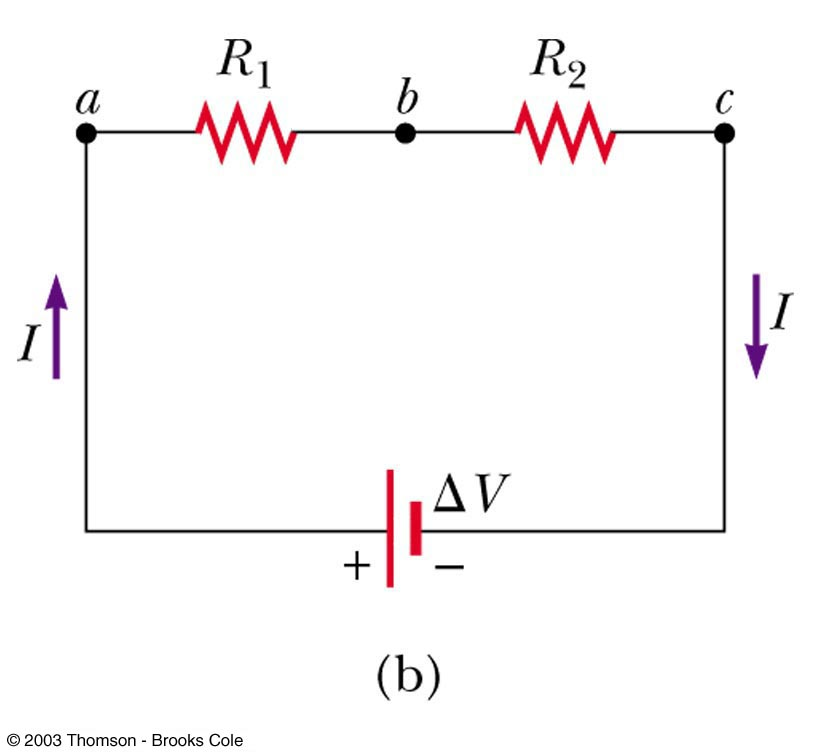 R1 R2
a b c
I
I
ΔV
+ –
(b)
© 2003 Thomson - Brooks Cole